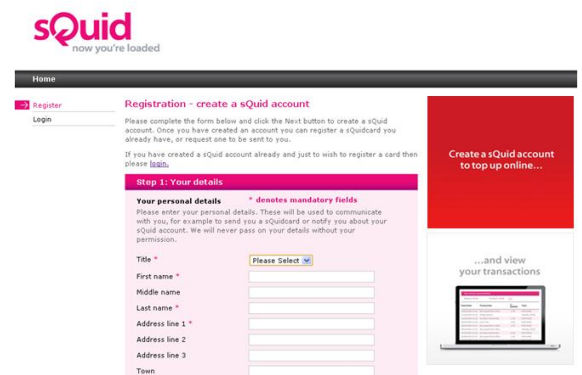 sQuid
now you're loaded
Home
Register
Login
Registration - create a sQuid account
Please complete the form below and click the Next button to create a sQuid
account. Once you have created an account you can register a sQuidcard you
already have, or request one to be sent to you.
If you have created a sQuid account already and just to wish to register a card then
please login.
Step 1: Your details
Your personal details * denotes mandatory fields
Please enter your personal details. These will be used to communicate
with you, for example to send you a sQuidcard or notify you about your
sQuid account. We will never pass on your details without your
permission.
Title * Please Select
First name *
Middle name
Last name *
Address line 1 *
Address line 2
Address line 3
Town
Create a sQuid account
to top up online...
...and view
your transactions